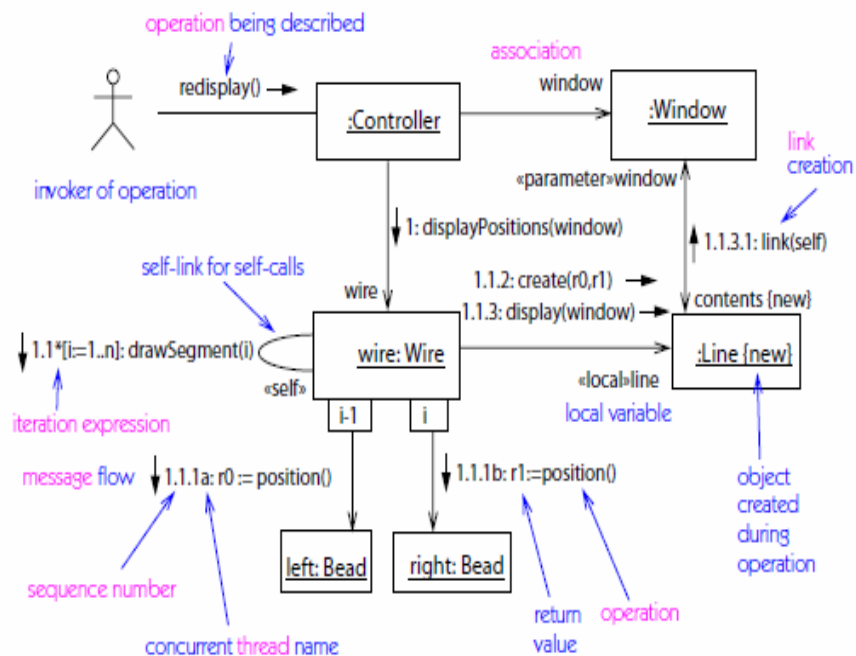 operation being described
association
redisplay()
window
:Controller
:Window
link
creation
invoker of operation
«parameter»window
1: displayPositions(window)
1.1.3.1: link(self)
self-link for self-calls
1.1.2: create(r0,r1)
wire
1.1.3: display(window)
contents {new}
1.1*[i:=1..n]: drawSegment(i)
wire: Wire
:Line {new}
«self»
«local»line
iteration expression
i-1
i
local variable
message flow
1.1.1a: r0 := position()
1.1.1b: r1:=position()
object
created
during
operation
left: Bead
right: Bead
sequence number
return
value
operation
concurrent thread name